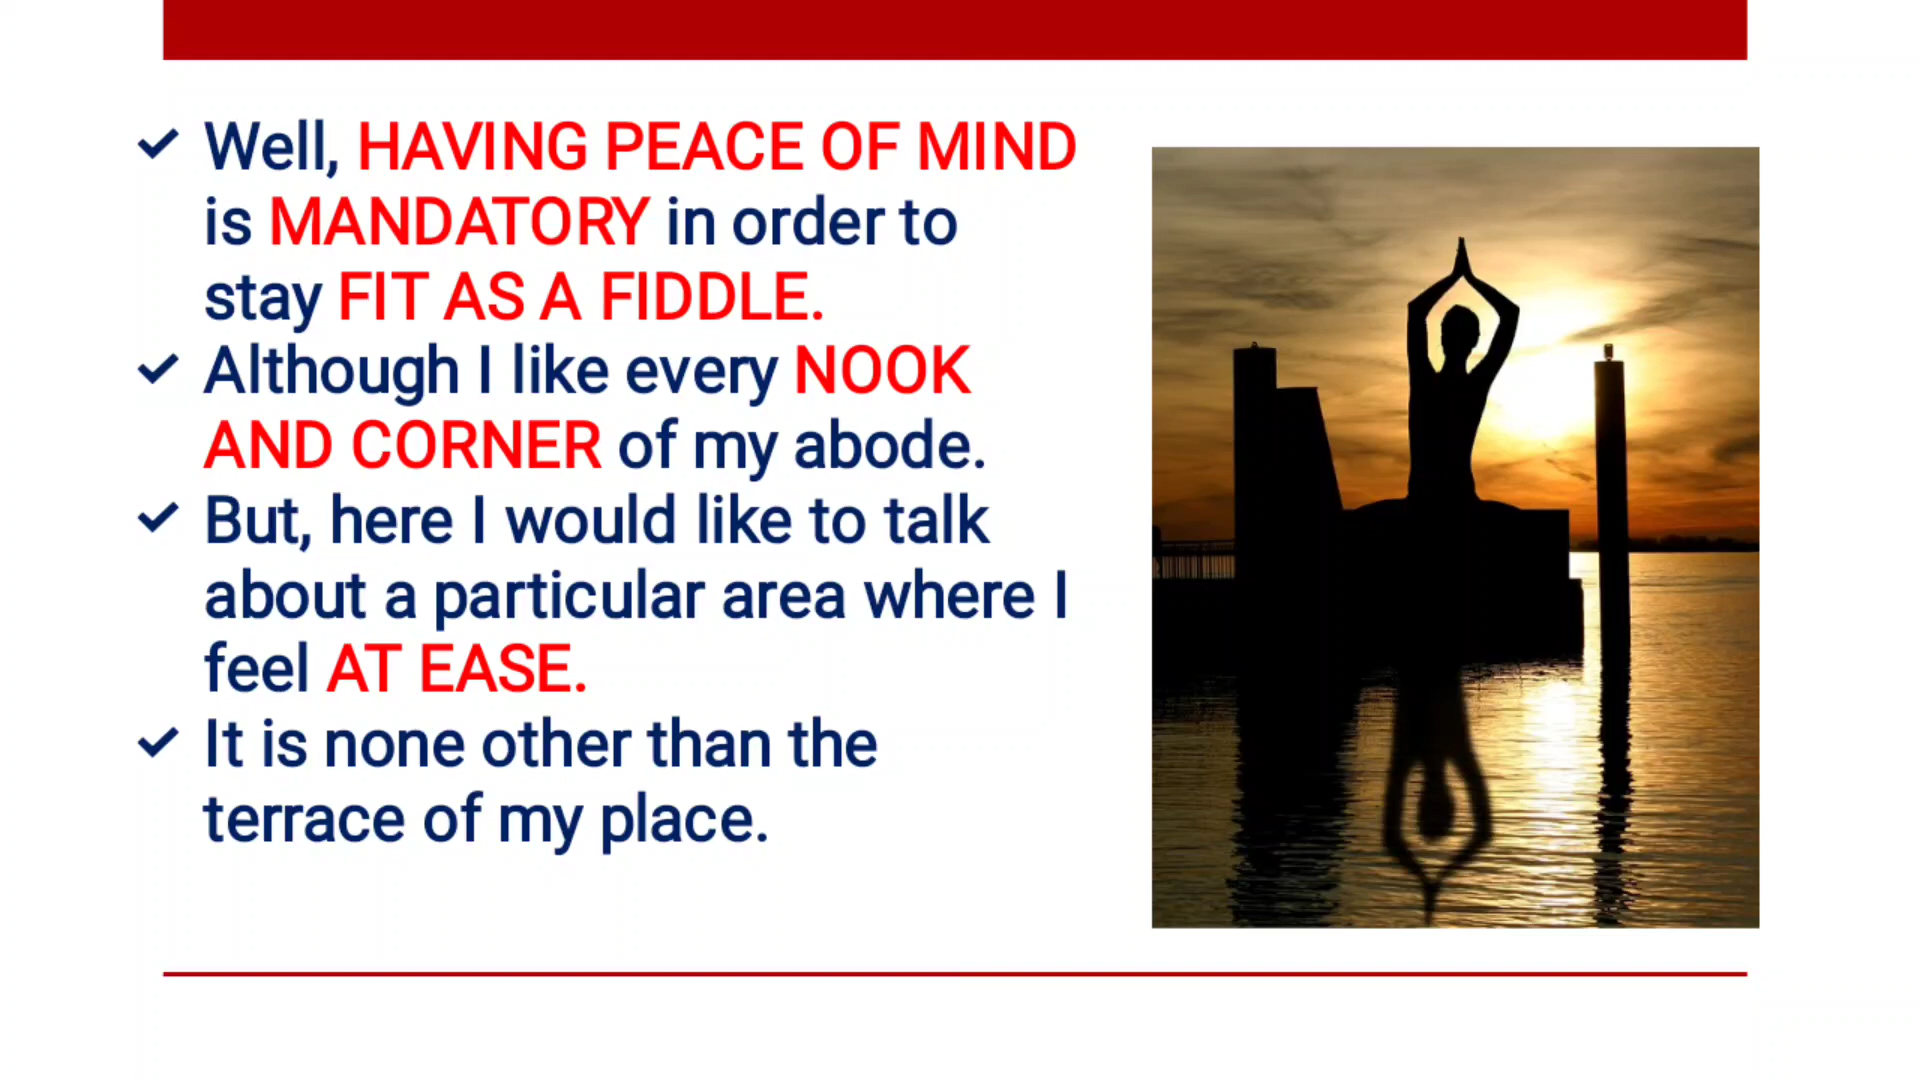 Well, HAVING PEACE OF MIND
is MANDATORY in order to
stay FIT AS A FIDDLE.
Although I like every NOOK
AND CORNER of my abode.
But, here I would like to talk
about a particular area where I
feel AT EASE.
It is none other than the
terrace of my place.